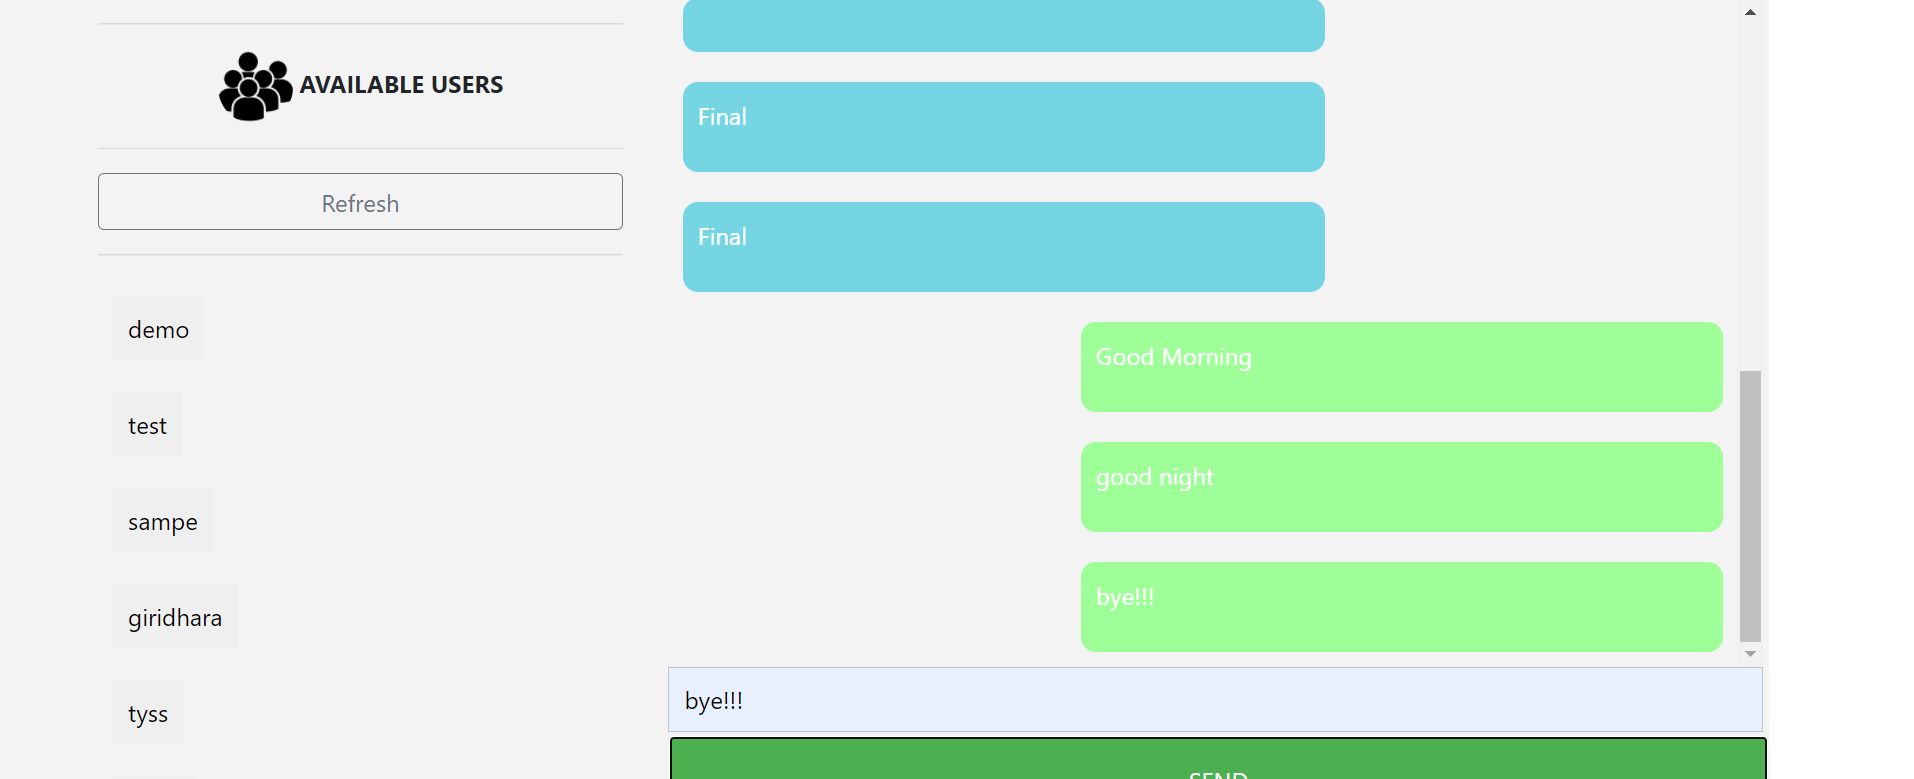 AVAILABLE USERS
Refresh
demo
test
sampe
giridhara
tyss
Final
Final
Good Morning
good night
bye!!!
bye!!!
SEND